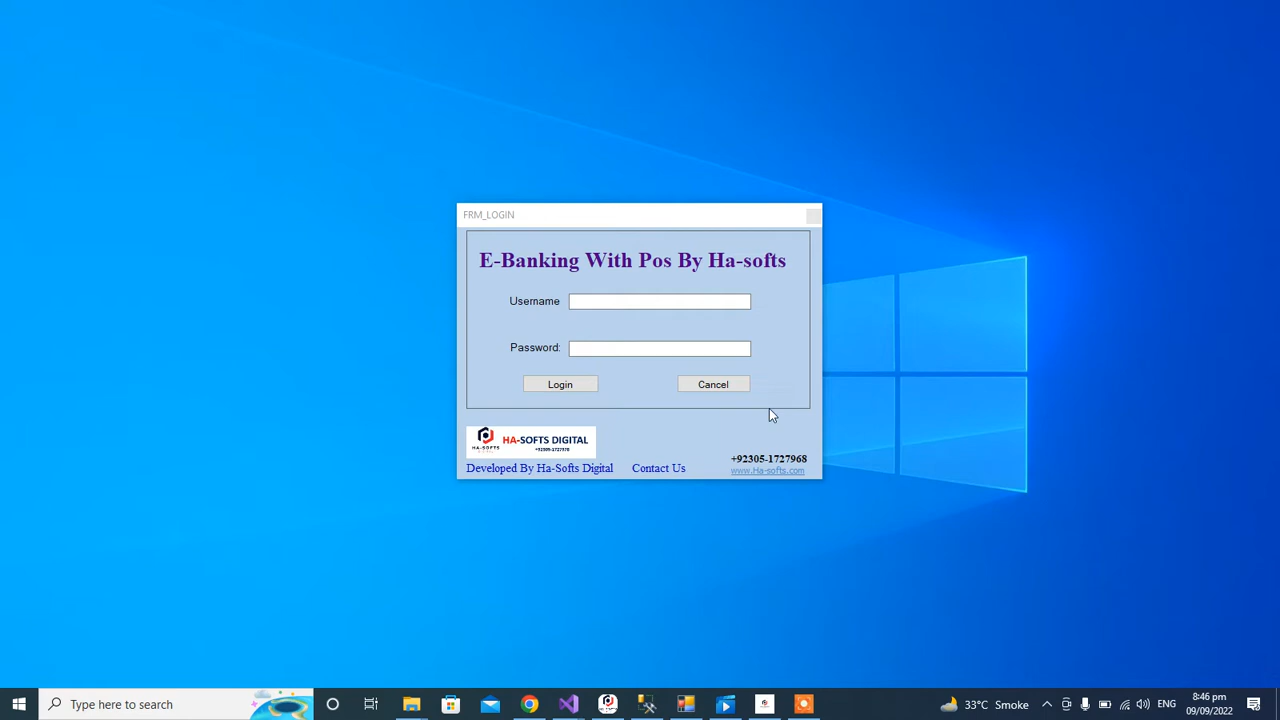 FRM_LOGIN
E-Banking With Pos By Ha-softs
Username
Password:
Login
Cancel
HA-SOFTS DIGITAL
HA-SOFTS
Developed By Ha-Softs Digital
Contact Us
+92305-1727968
www.Ha-softs.com
Type here to search
33°C Smoke
ENG
8:46 pm
09/09/2022